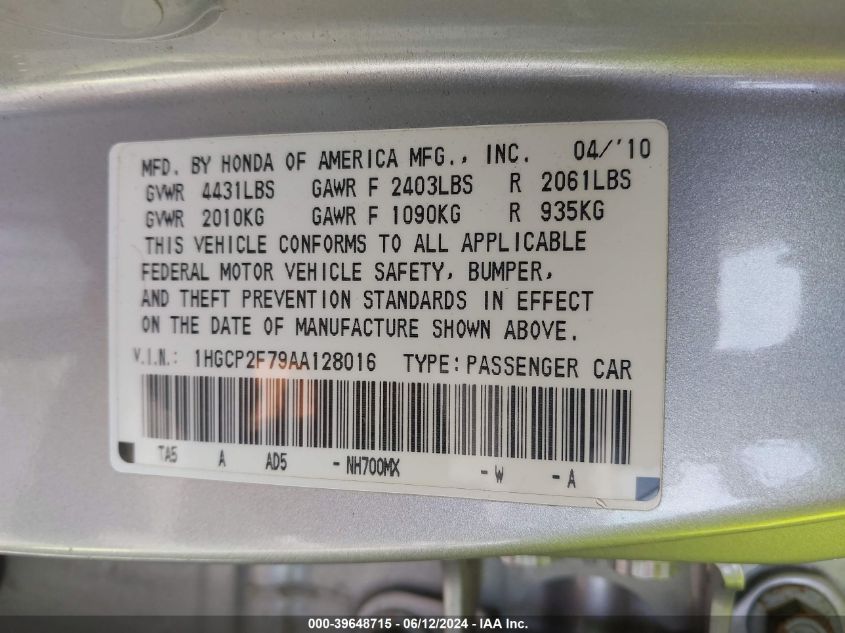 MFD. BY HONDA OF AMERICA MFG., INC. 04/'10
GVWR 4431LBS GAWR F 2403LBS R 2061LBS
GVWR 2010KG GAWR F 1090KG R 935KG
THIS VEHICLE CONFORMS TO ALL APPLICABLE
FEDERAL MOTOR VEHICLE SAFETY, BUMPER,
AND THEFT PREVENTION STANDARDS IN EFFECT
ON THE DATE OF MANUFACTURE SHOWN ABOVE.
V.I.N.: 1HGCP2F79AA128016 TYPE:PASSENGER CAR
TA5 A AD5 -NH700MX -W -A
000-39648715 - 06/12/2024 - IAA Inc.